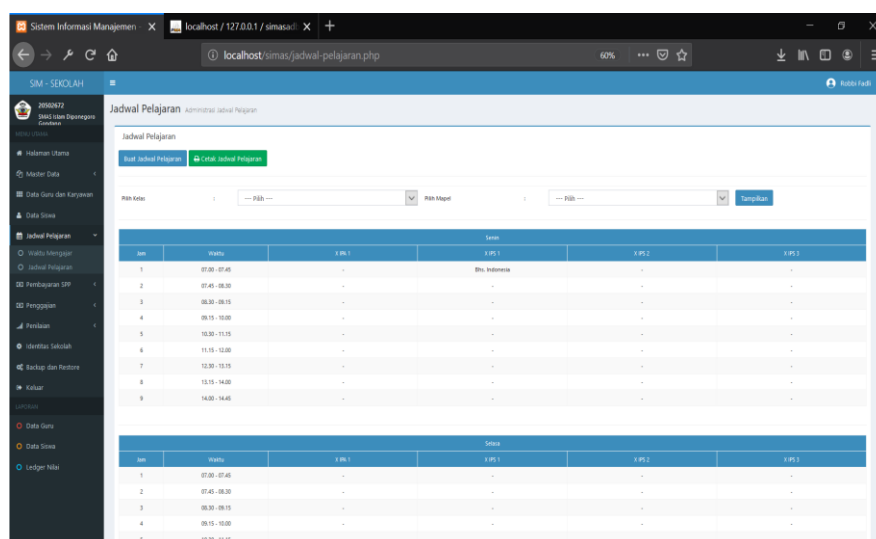 Sistem Informasi Manajemen - X
localhost / 127.0.0.1 / simasad X +
localhost/simas/jadwal-pelajaran.php 60%
SIM - SEKOLAH
Robbi Fadli
20502672
SMAS Islam Diponegoro
Jadwal Pelajaran Administrasi Jadwal Pelajaran
MENU UTAMA
Halaman Utama
Master Data
Data Guru dan Karyawan
Data Siswa
Jadwal Pelajaran
Waktu Mengajar
Jadwal Pelajaran
Pembayaran SPP
Penggajian
Penilaian
Identitas Sekolah
Backup dan Restore
Keluar
LAPORAN
Data Guru
Data Siswa
Ledger Nilai
Jadwal Pelajaran
Buat Jadwal Pelajaran Cetak Jadwal Pelajaran
Pilih Kelas : --- Pilih --- Pilih Mapel : --- Pilih --- Tampilkan
Senin
Jam Waktu X IPA 1 X IPS 1 X IPS 2 X IPS 3
1 07.00 - 07.45 - Bhs. Indonesia - -
2 07.45 - 08.30 - - - -
3 08.30 - 09.15 - - - -
4 09.15 - 10.00 - - - -
5 10.30 - 11.15 - - - -
6 11.15 - 12.00 - - - -
7 12.30 - 13.15 - - - -
8 13.15 - 14.00 - - - -
9 14.00 - 14.45 - - - -
Selasa
Jam Waktu X IPA 1 X IPS 1 X IPS 2 X IPS 3
1 07.00 - 07.45 - - - -
2 07.45 - 08.30 - - - -
3 08.30 - 09.15 - - - -
4 09.15 - 10.00 - - - -